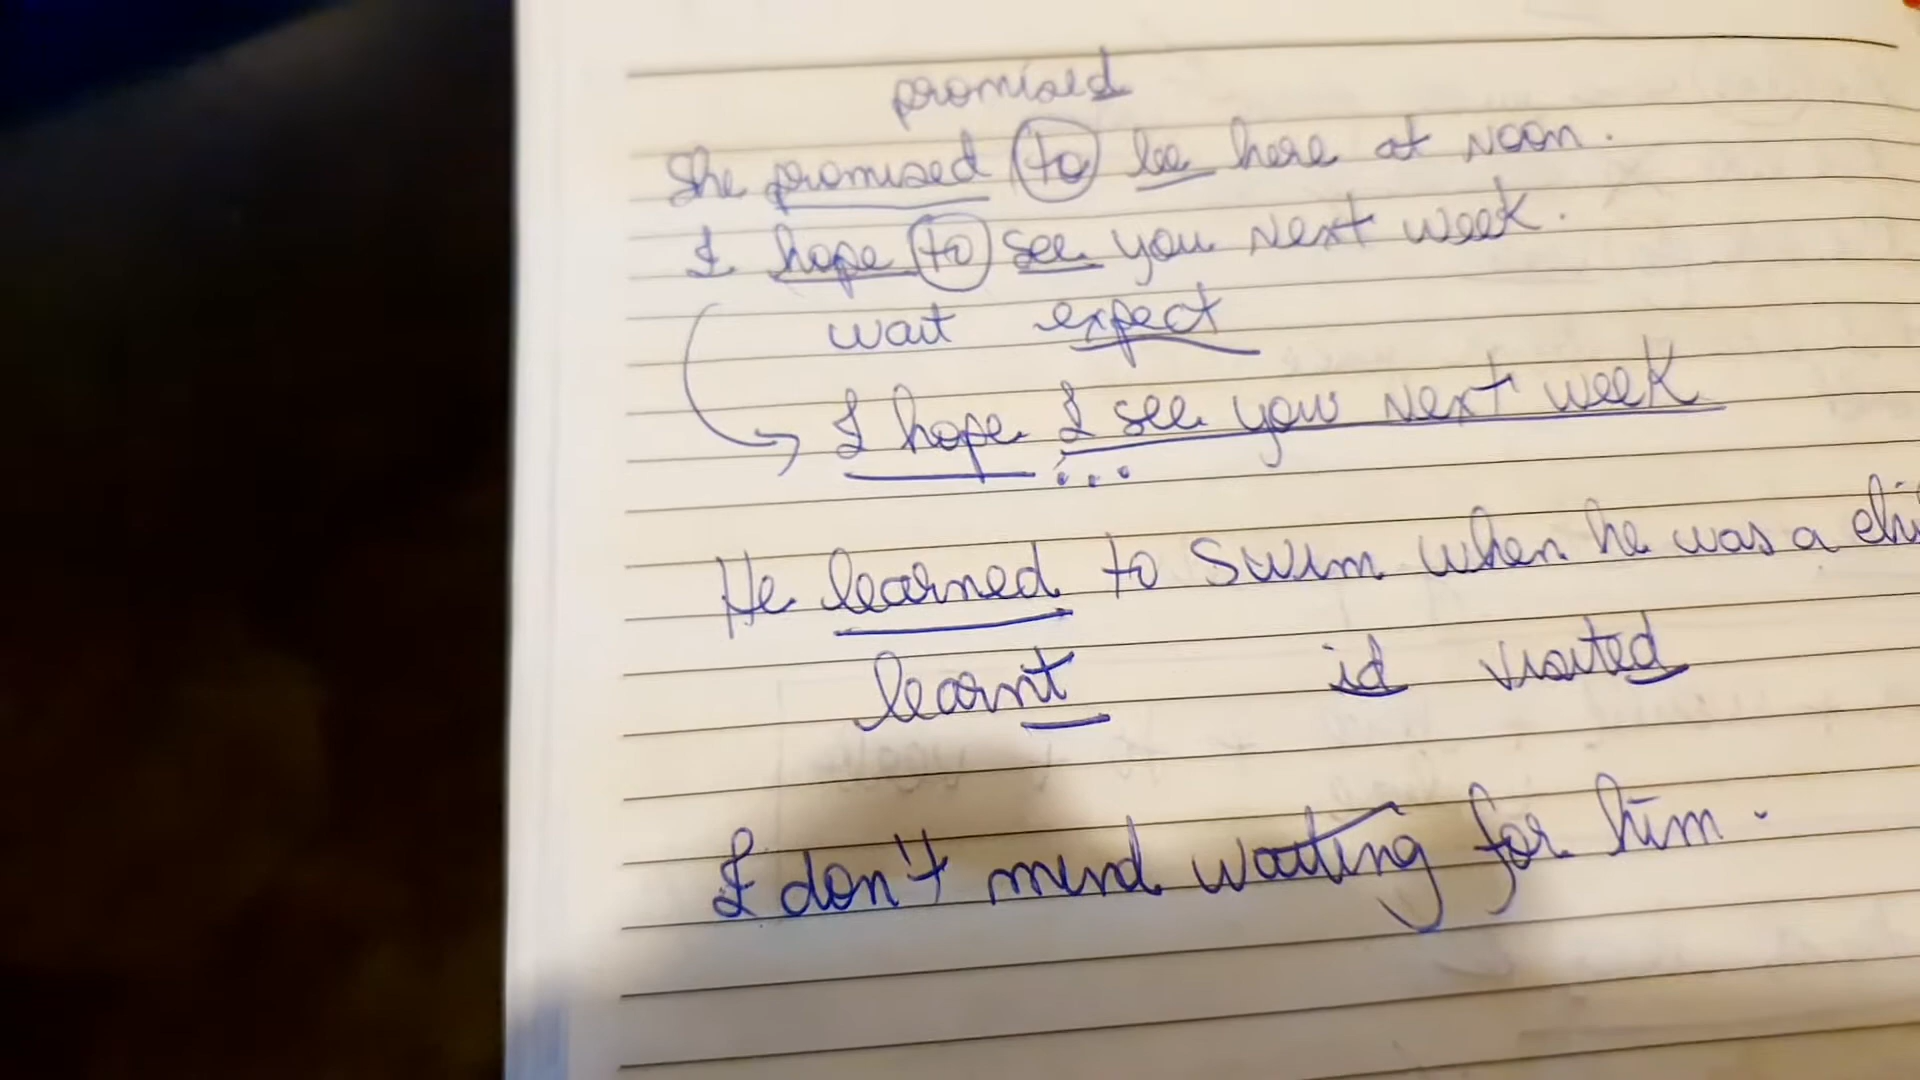 promised
She promised to be here at Noon.
I hope to see you Next week.
wait expect
I hope I see you Next week
...
He learned to swim when he was a
learnt id visited
I don't mind waiting for him.